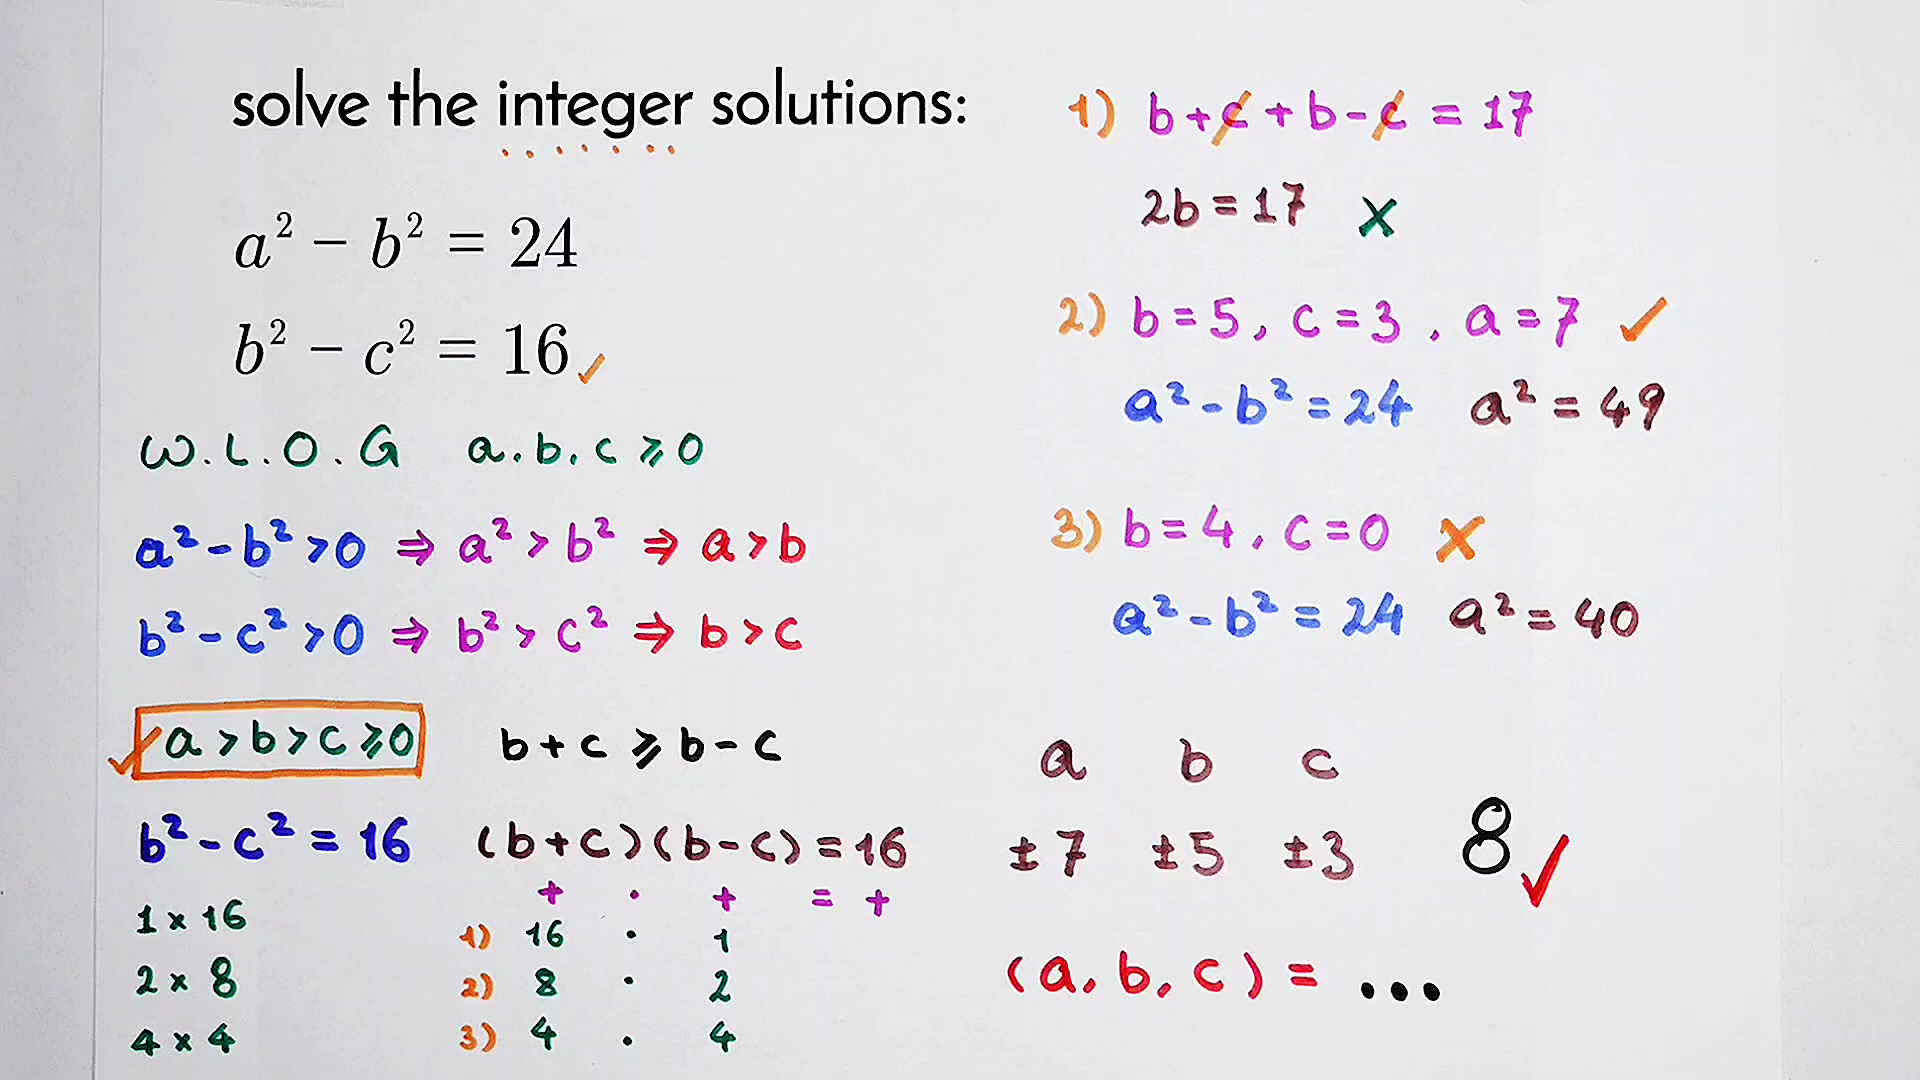 solve the integer solutions:
a² − b² = 24
b² − c² = 16 ✓
W.L.O.G a.b.c ⩾ 0
a² - b² > 0 ⇒ a² > b² ⇒ a > b
b² - c² > 0 ⇒ b² > c² ⇒ b > c
✓ a > b > c ⩾ 0 b + c ⩾ b - c
b² - c² = 16 (b+c)(b-c) = 16
+ . + = +
1 x 16
2 x 8
4 x 4
1) 16 . 1
2) 8 . 2
3) 4 . 4
1) b + c + b - c = 17
2b = 17 X
2) b = 5, c = 3, a = 7 ✓
a² - b² = 24 a² = 49
3) b = 4, c = 0 X
a² - b² = 24 a² = 40
a b c
±7 ±5 ±3 8 ✓
(a, b, c) = ...